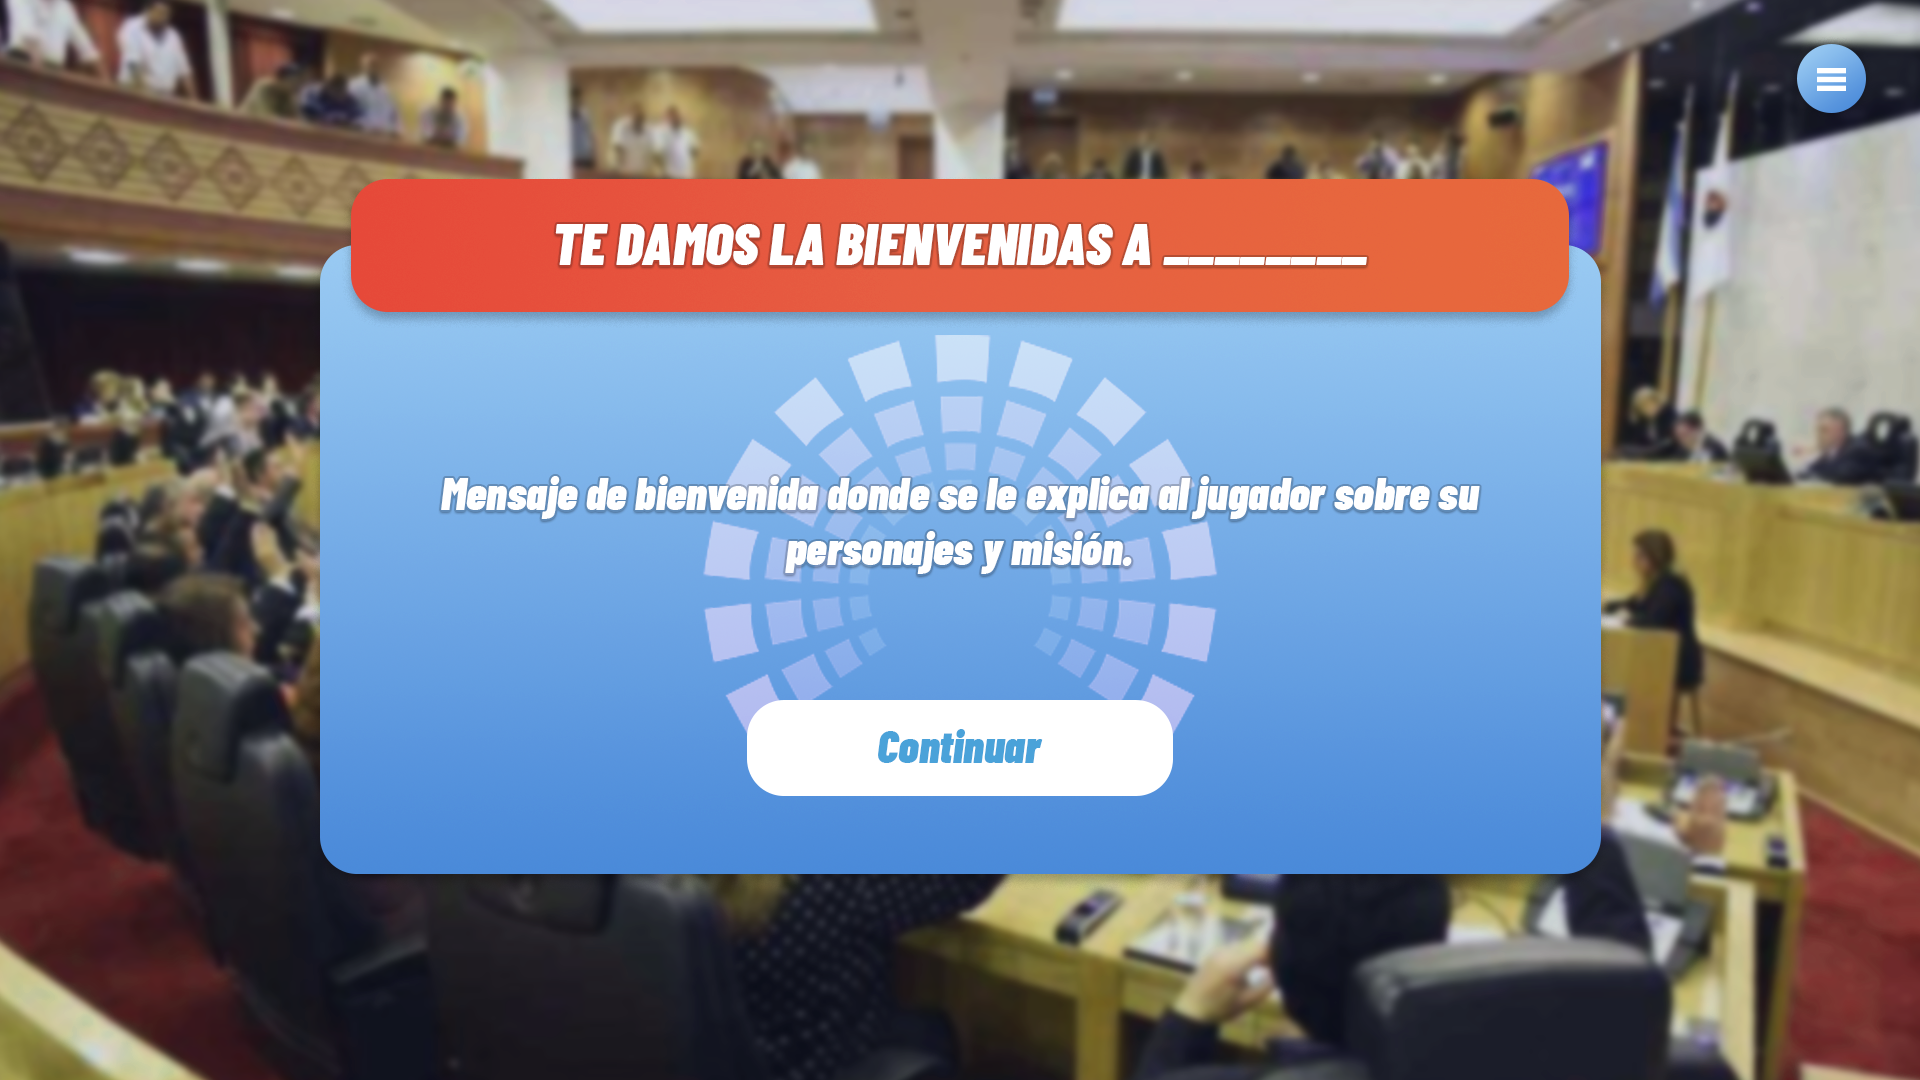 TE DAMOS LA BIENVENIDAS A ________
Mensaje de bienvenida donde se le explica al jugador sobre su
personajes y misión.
Continuar